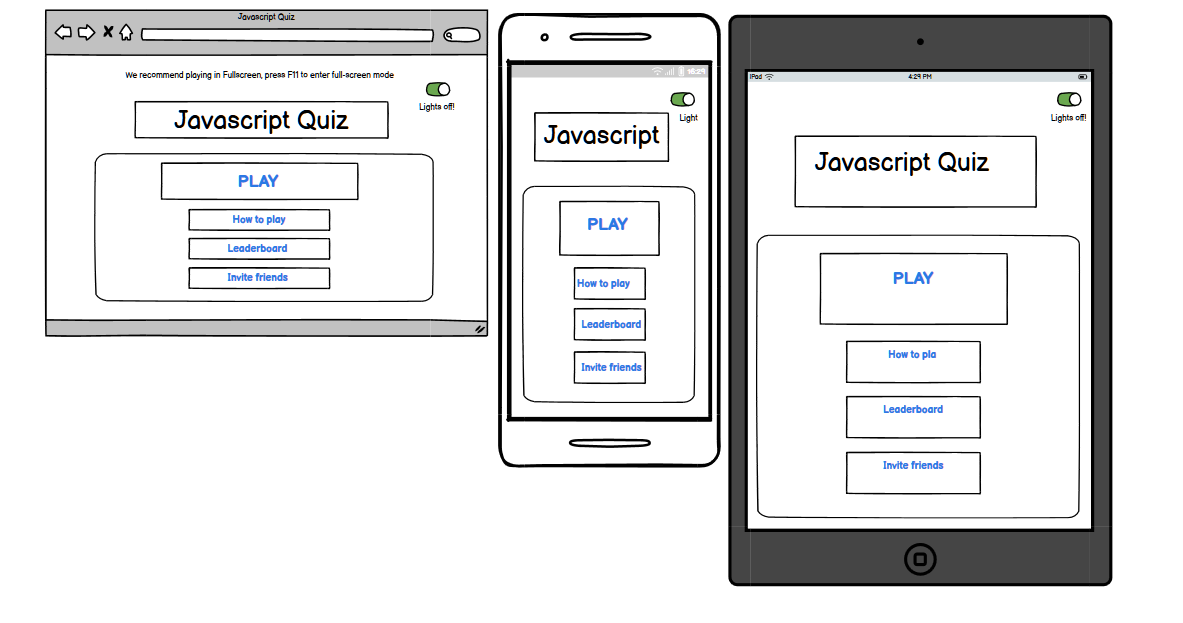 Javascript Quiz
We recommend playing in Fullscreen, press F11 to enter full-screen mode
Lights off!
Javascript Quiz
PLAY
How to play
Leaderboard
Invite friends
16:29
Light
Javascript
PLAY
How to play
Leaderboard
Invite friends
iPad
4:29 PM
Lights off!
Javascript Quiz
PLAY
How to pla
Leaderboard
Invite friends